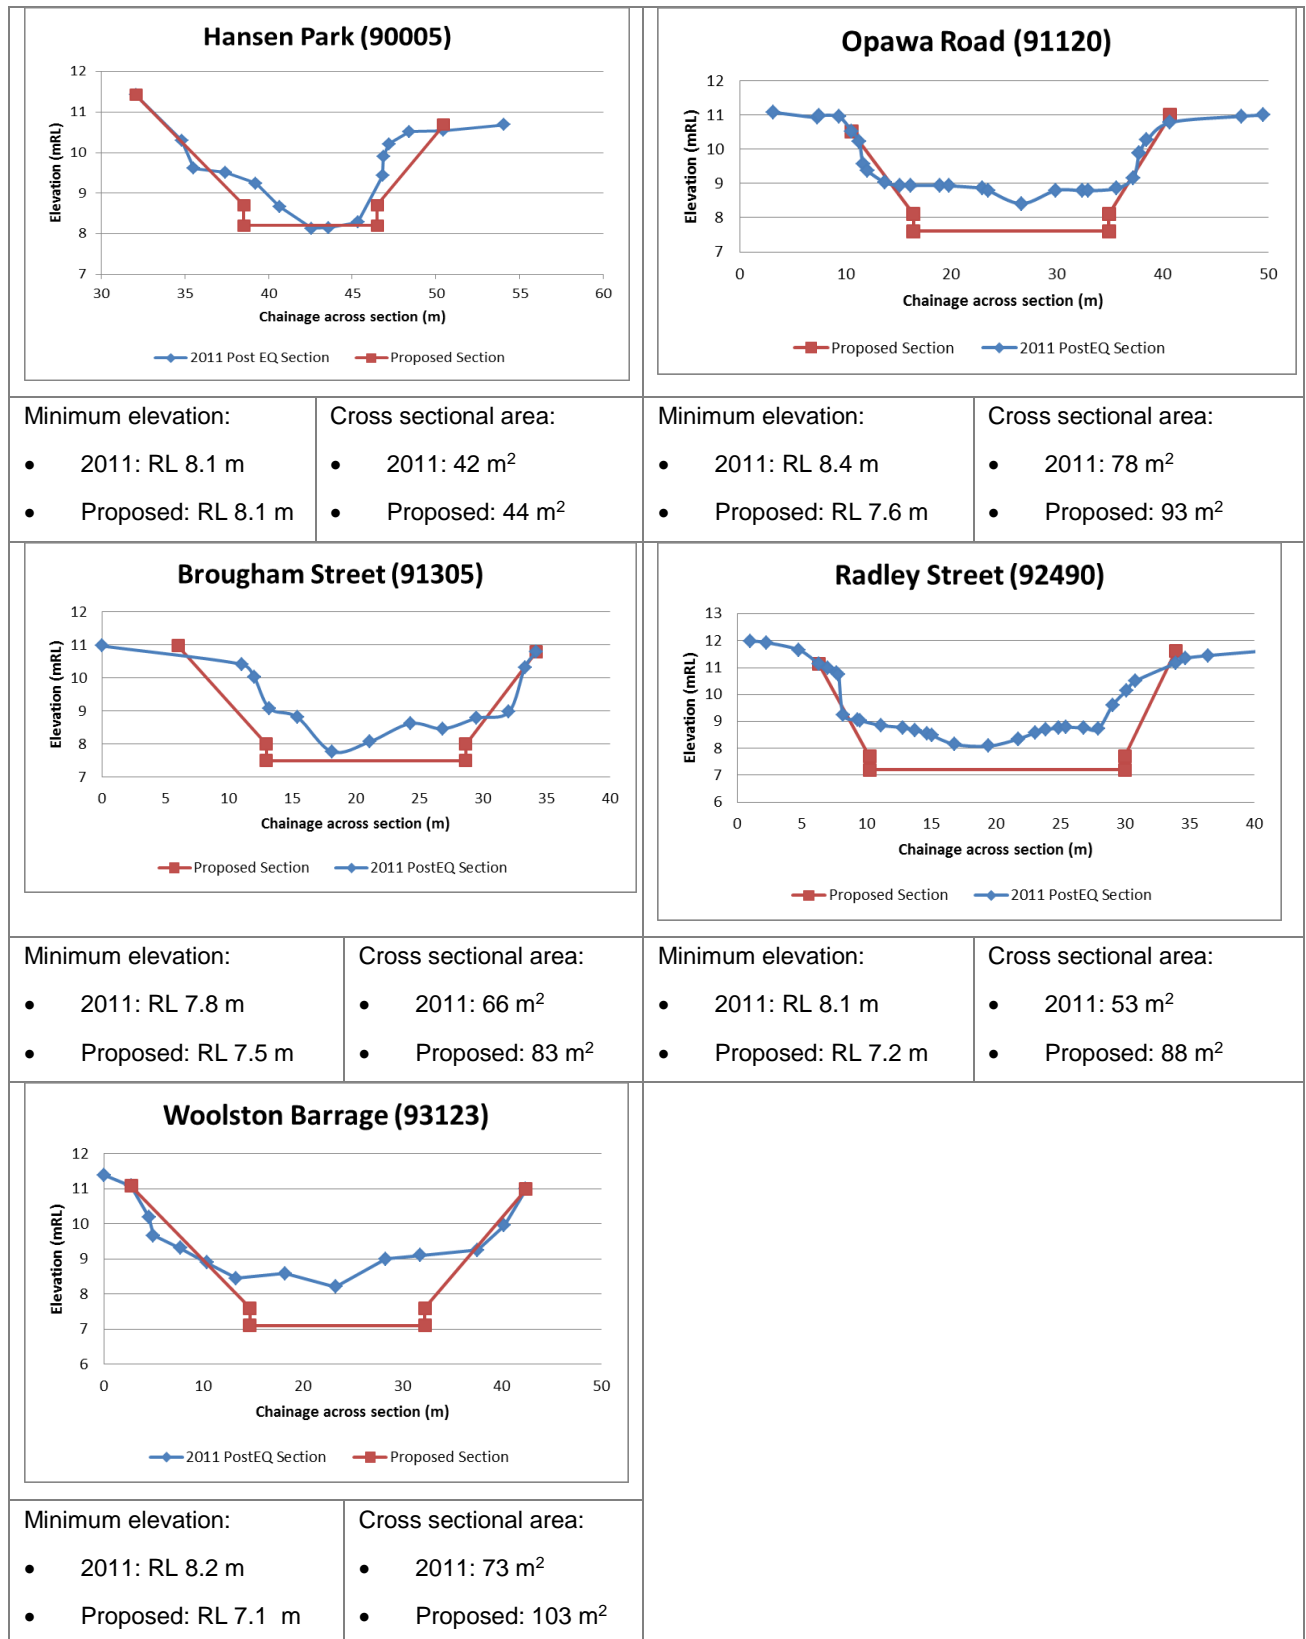 Hansen Park (90005)
12
11
10
9
8
7
Elevation (mRL)
30 35 40 45 50 55 60
Chainage across section (m)
2011 Post EQ Section Proposed Section
Opawa Road (91120)
12
11
10
9
8
7
Elevation (mRL)
0 10 20 30 40 50
Chainage across section (m)
Proposed Section 2011 PostEQ Section
Minimum elevation:
• 2011: RL 8.1 m
• Proposed: RL 8.1 m
Cross sectional area:
• 2011: 42 m²
• Proposed: 44 m²
Minimum elevation:
• 2011: RL 8.4 m
• Proposed: RL 7.6 m
Cross sectional area:
• 2011: 78 m²
• Proposed: 93 m²
Brougham Street (91305)
12
11
10
9
8
7
Elevation (mRL)
0 5 10 15 20 25 30 35 40
Chainage across section (m)
Proposed Section 2011 PostEQ Section
Radley Street (92490)
13
12
11
10
9
8
7
6
Elevation (mRL)
0 5 10 15 20 25 30 35 40
Chainage across section (m)
Proposed Section 2011 PostEQ Section
Minimum elevation:
• 2011: RL 7.8 m
• Proposed: RL 7.5 m
Cross sectional area:
• 2011: 66 m²
• Proposed: 83 m²
Minimum elevation:
• 2011: RL 8.1 m
• Proposed: RL 7.2 m
Cross sectional area:
• 2011: 53 m²
• Proposed: 88 m²
Woolston Barrage (93123)
12
11
10
9
8
7
6
Elevation (mRL)
0 10 20 30 40 50
Chainage across section (m)
2011 PostEQ Section Proposed Section
Minimum elevation:
• 2011: RL 8.2 m
• Proposed: RL 7.1 m
Cross sectional area:
• 2011: 73 m²
• Proposed: 103 m²